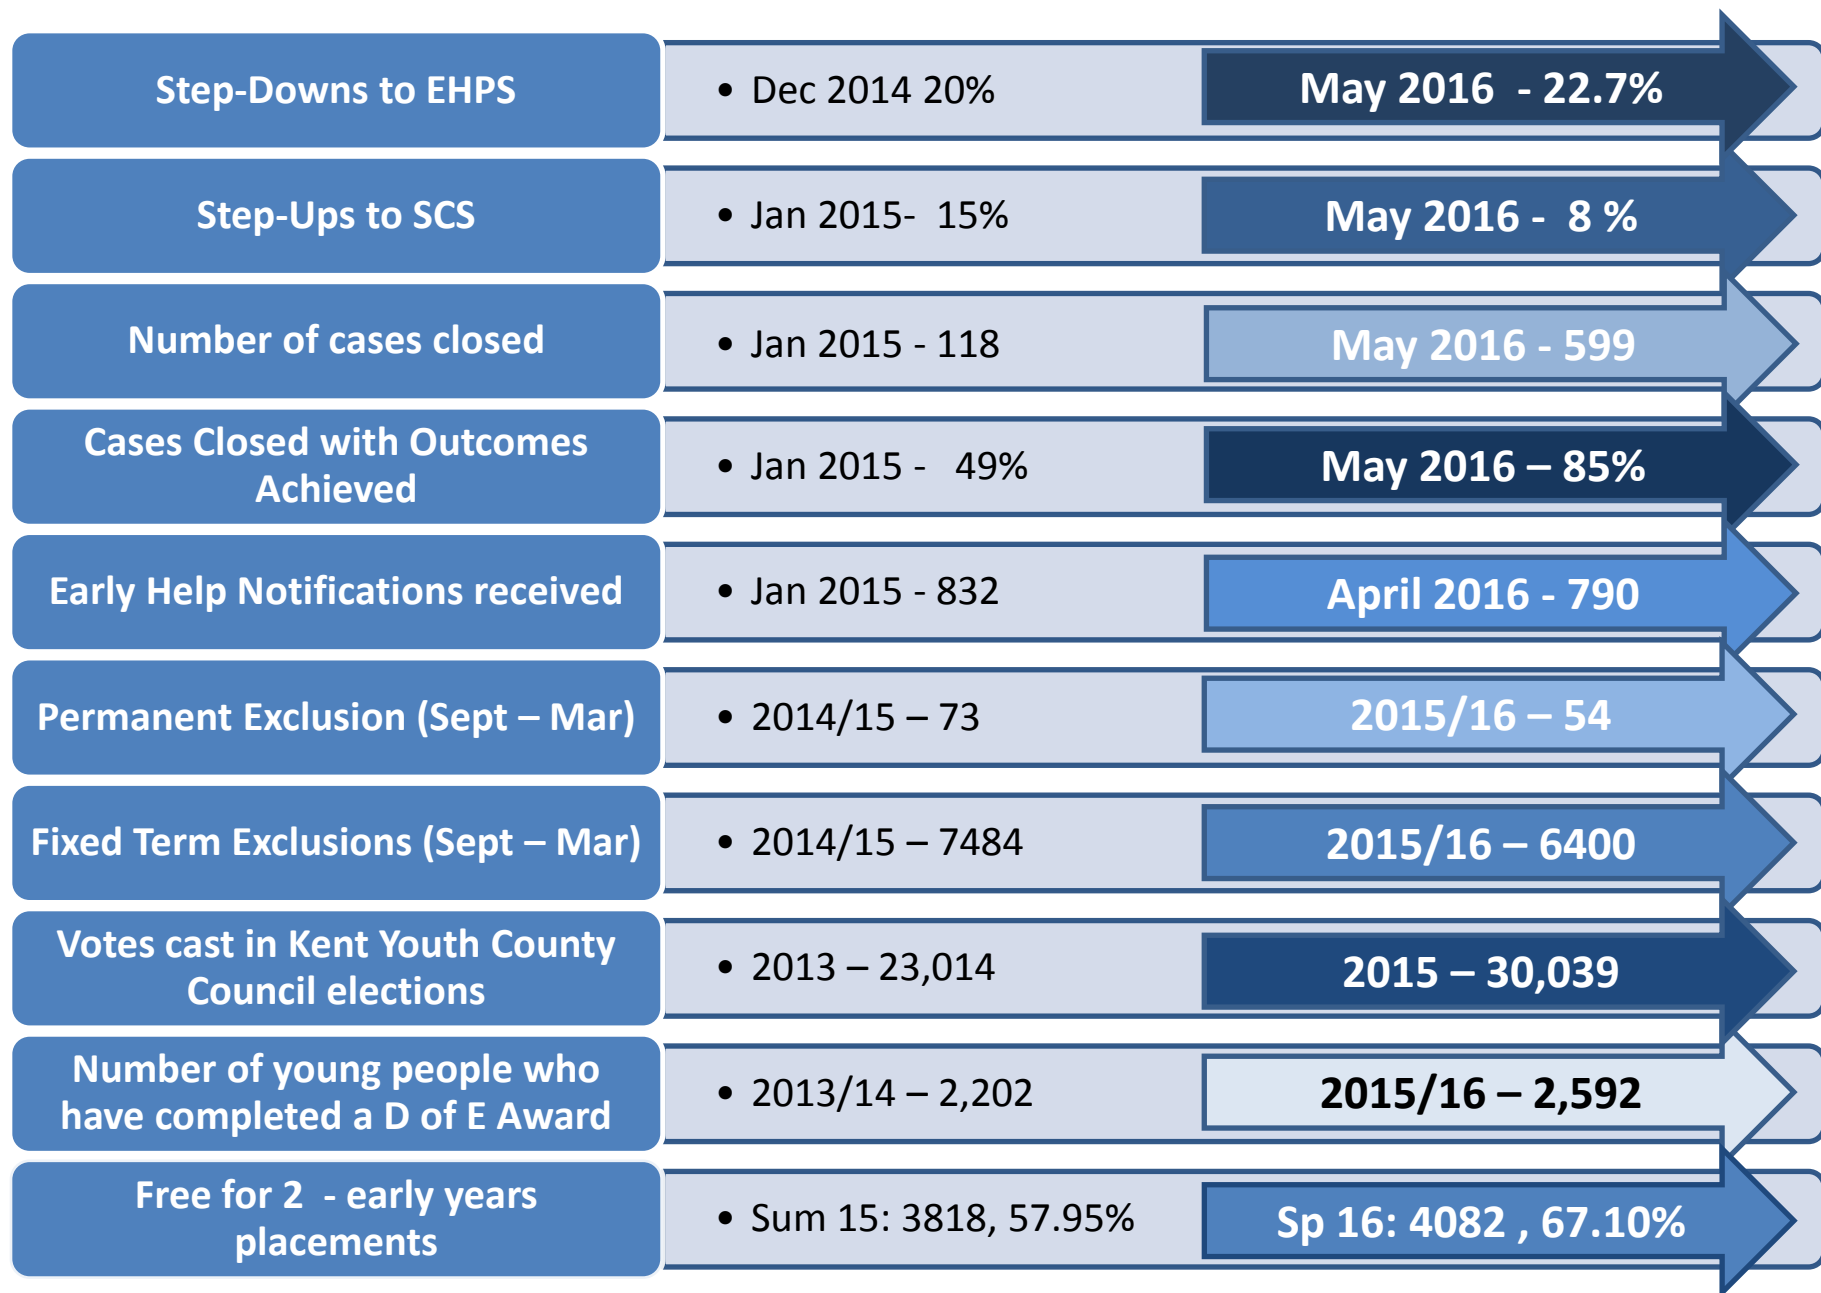 Step-Downs to EHPS
• Dec 2014 20%
May 2016 - 22.7%
Step-Ups to SCS
• Jan 2015- 15%
May 2016 - 8 %
Number of cases closed
• Jan 2015 - 118
May 2016 - 599
Cases Closed with Outcomes
Achieved
• Jan 2015 - 49%
May 2016 – 85%
Early Help Notifications received
• Jan 2015 - 832
April 2016 - 790
Permanent Exclusion (Sept – Mar)
• 2014/15 – 73
2015/16 – 54
Fixed Term Exclusions (Sept – Mar)
• 2014/15 – 7484
2015/16 – 6400
Votes cast in Kent Youth County
Council elections
• 2013 – 23,014
2015 – 30,039
Number of young people who
have completed a D of E Award
• 2013/14 – 2,202
2015/16 – 2,592
Free for 2 - early years
placements
• Sum 15: 3818, 57.95%
Sp 16: 4082 , 67.10%